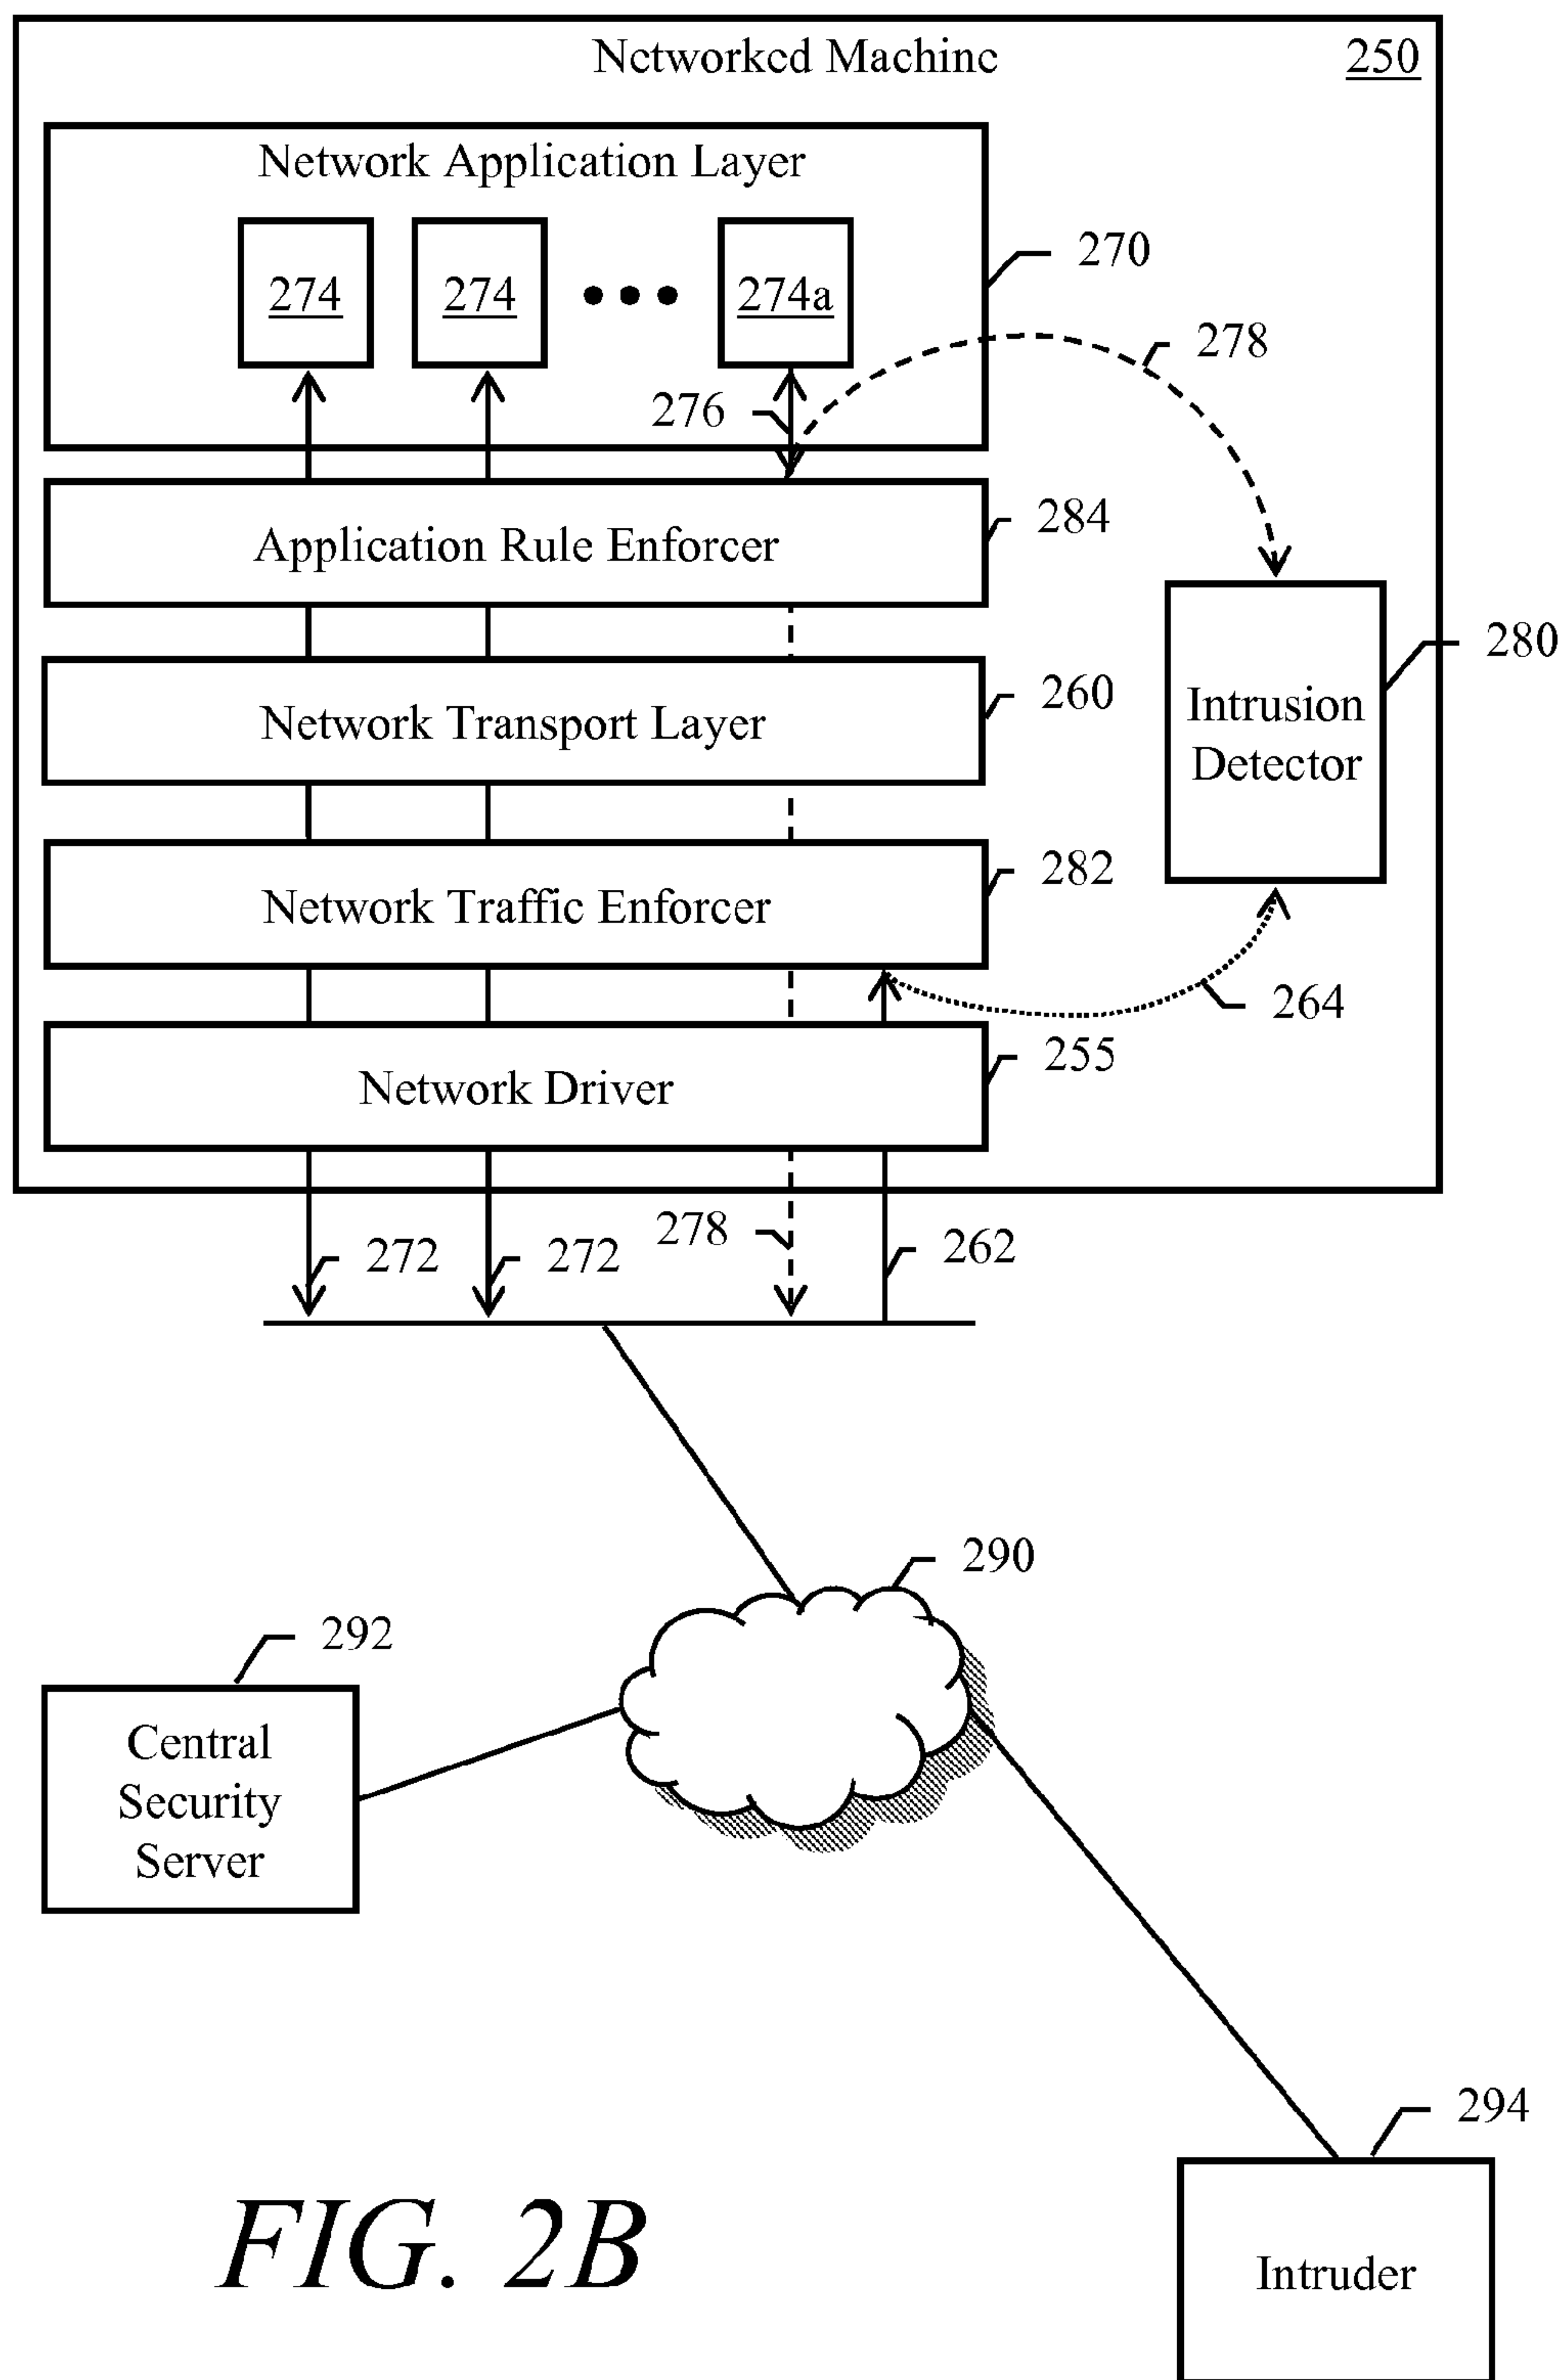 Networked Machine 250
Network Application Layer
270
274 274 274a
278
276
Application Rule Enforcer
284
280
Network Transport Layer
260
Intrusion
Detector
Network Traffic Enforcer
282
264
Network Driver
255
272 272 278 262
290
292
Central
Security
Server
294
Intruder
FIG. 2B